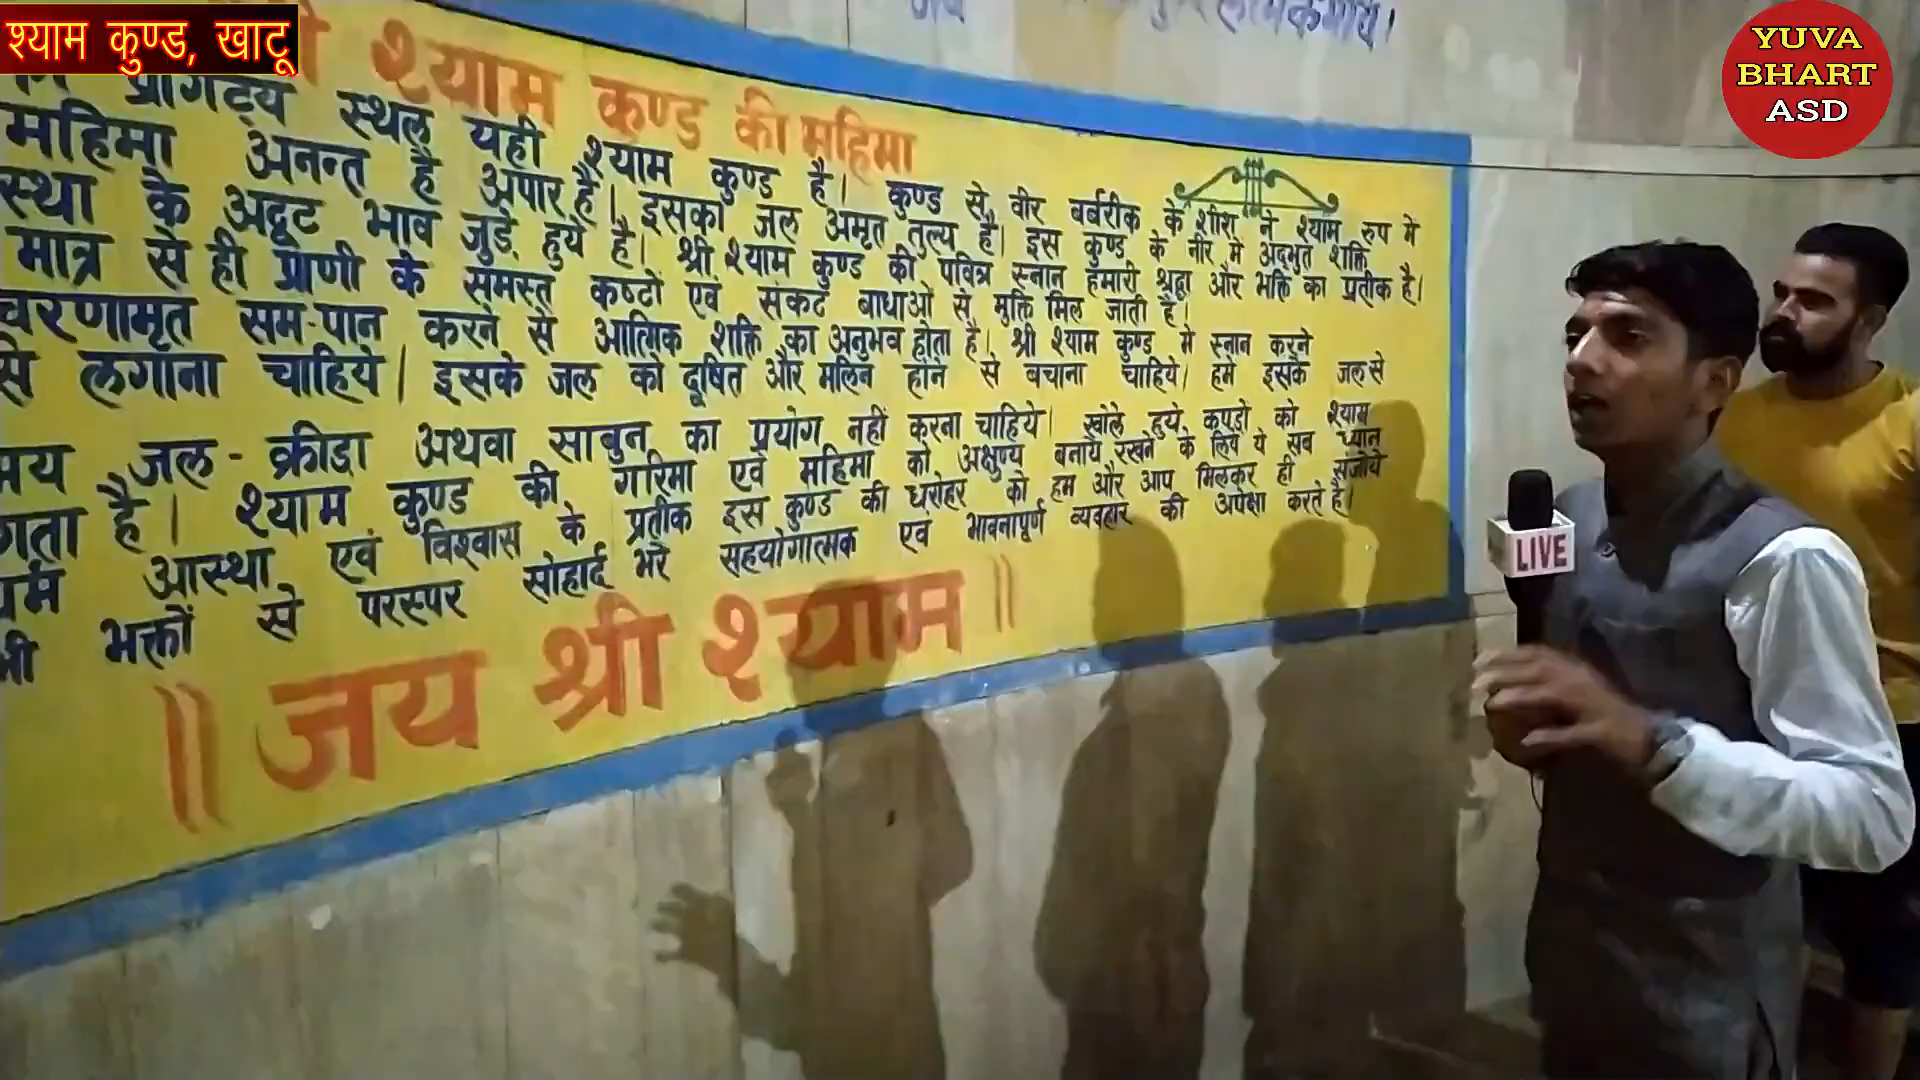 श्याम कुण्ड, खाटू
YUVA
BHART
ASD
श्याम कुण्ड की महिमा
प्रागट्य स्थल यही श्याम कुण्ड है। कुण्ड से वीर बर्बरीक के शीश ने श्याम रुप में
महिमा अनन्त है अपार है। इसका जल अमृत तुल्य है। इस कुण्ड के नीर मे अद्भुत शक्ति
स्था के अटूट भाव जुड़े हुये है। श्री श्याम कुण्ड की पवित्र स्नान हमारी श्रद्धा और भक्ति का प्रतीक है।
मात्र से ही प्राणी के समस्त कष्टों एवं संकट बाधाओं से मुक्ति मिल जाती है।
चरणामृत सम-पान करने से आत्मिक शक्ति का अनुभव होता है। श्री श्याम कुण्ड मे स्नान करने
से लगाना चाहिये। इसके जल को दूषित और मलिन होने से बचाना चाहिये। हमे इसके जल से
मय जल-क्रीडा अथवा साबुन का प्रयोग नहीं करना चाहिये। खोले हुये कपडो को श्याम
गता है। श्याम कुण्ड की गरिमा एवं महिमा को अक्षुण्य बनाये रखने के लिये ये सब ध्यान
आस्था एवं विश्वास के प्रतीक इस कुण्ड की धरोहर को हम और आप मिलकर ही संजोये
भक्तों से परस्पर सोहार्द भरे सहयोगात्मक एवं भावनापूर्ण व्यवहार की अपेक्षा करते है।
॥ जय श्री श्याम ॥
LIVE